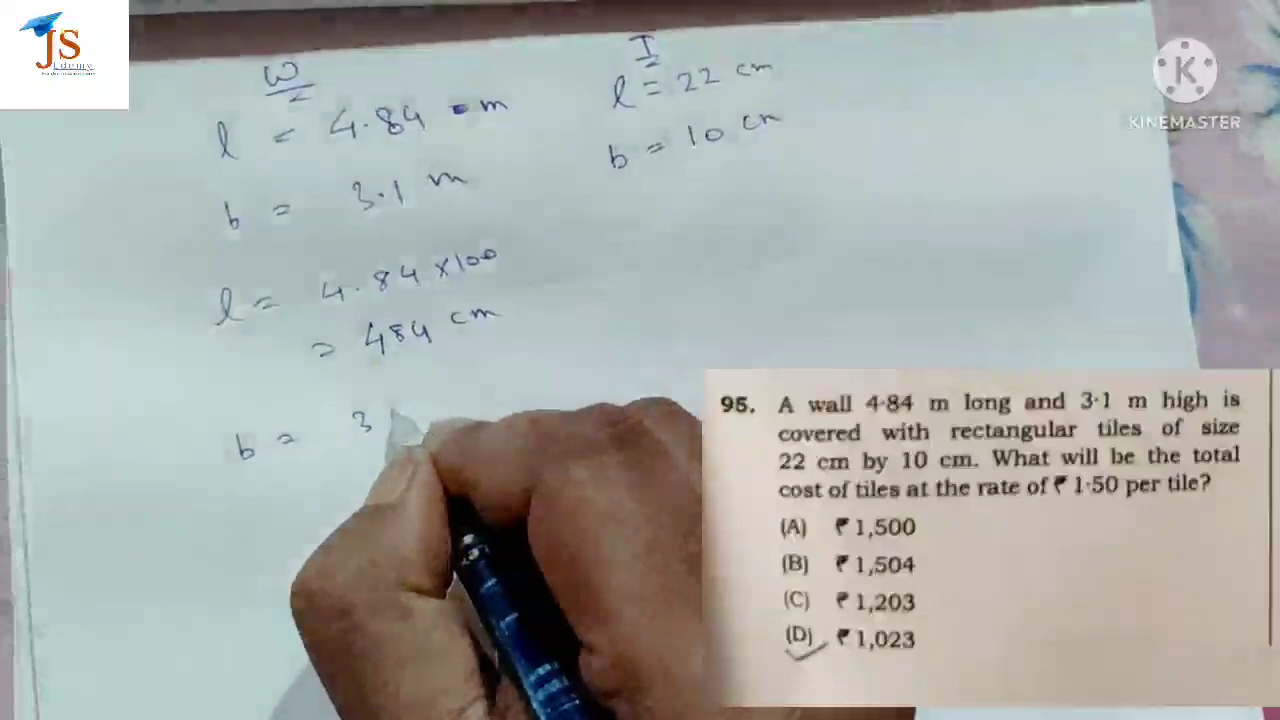 JS
KINEMASTER
W
l = 4.84 m
b = 3.1 m
l = 4.84 × 100
= 484 cm
b = 3
T
l = 22 cm
b = 10 cm
95. A wall 4·84 m long and 3·1 m high is
covered with rectangular tiles of size
22 cm by 10 cm. What will be the total
cost of tiles at the rate of ₹ 1·50 per tile?
(A) ₹ 1,500
(B) ₹ 1,504
(C) ₹ 1,203
(D) ₹ 1,023